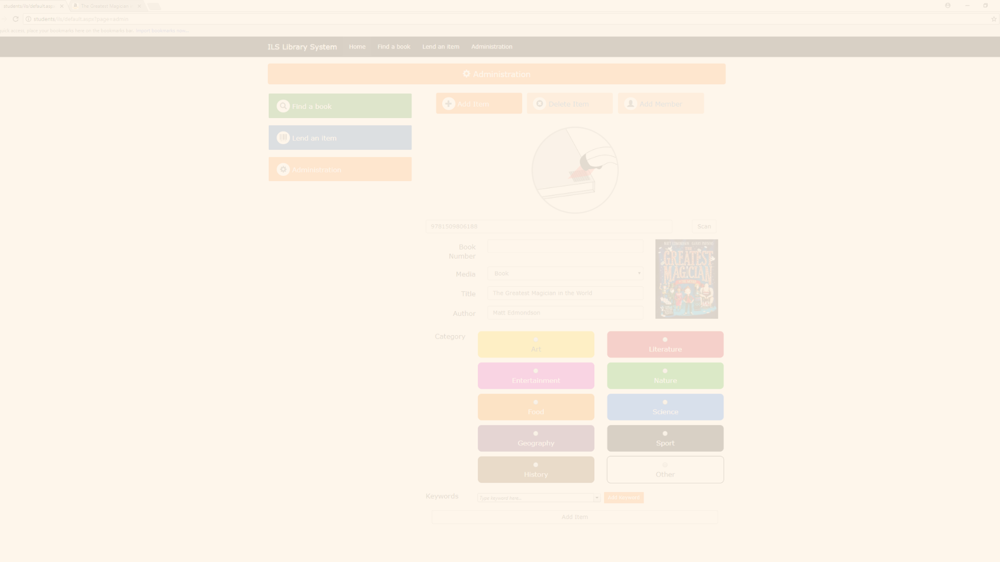 students/ils/default.aspx
The Greatest Magician
students/ils/default.aspx?page=admin
quick access, place your bookmarks here on the bookmarks bar. Import bookmarks now...
ILS Library System Home Find a book Lend an item Administration
Administration
Find a book
Lend an item
Administration
Add Item Delete Item Add Member
9781509806188 Scan
Book
Number
Media Book
Title The Greatest Magician in the World
Author Matt Edmondson
THE
GREATEST
MAGICIAN
Category
Art Literature
Entertainment Nature
Food Science
Geography Sport
History Other
Keywords Type keyword here... Add Keyword
Add Item